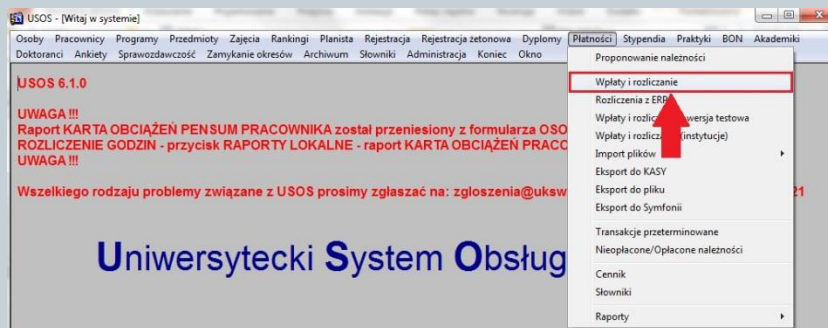 USOS - [Witaj w systemie]
Osoby Pracownicy Programy Przedmioty Zajęcia Rankingi Planista Rejestracja Rejestracja żetonowa Dyplomy Płatności Stypendia Praktyki BON Akademiki
Doktoranci Ankiety Sprawozdawczość Zamykanie okresów Archiwum Słowniki Administracja Koniec Okno
Proponowanie należności
Wpłaty i rozliczanie
Rozliczenia z ERP
Wpłaty i rozlicz wersja testowa
Wpłaty i rozlicza (instytucje)
Import plików
Eksport do KASY
Eksport do pliku
Eksport do Symfonii
Transakcje przeterminowane
Nieopłacone/Opłacone należności
Cennik
Słowniki
Raporty
USOS 6.1.0
UWAGA !!!
Raport KARTA OBCIĄŻEŃ PENSUM PRACOWNIKA został przeniesiony z formularza OSO
ROZLICZENIE GODZIN - przycisk RAPORTY LOKALNE - raport KARTA OBCIĄŻEŃ PRACO
UWAGA !!!
Wszelkiego rodzaju problemy związane z USOS prosimy zgłaszać na: zgloszenia@uksw 21
Uniwersytecki System Obsług